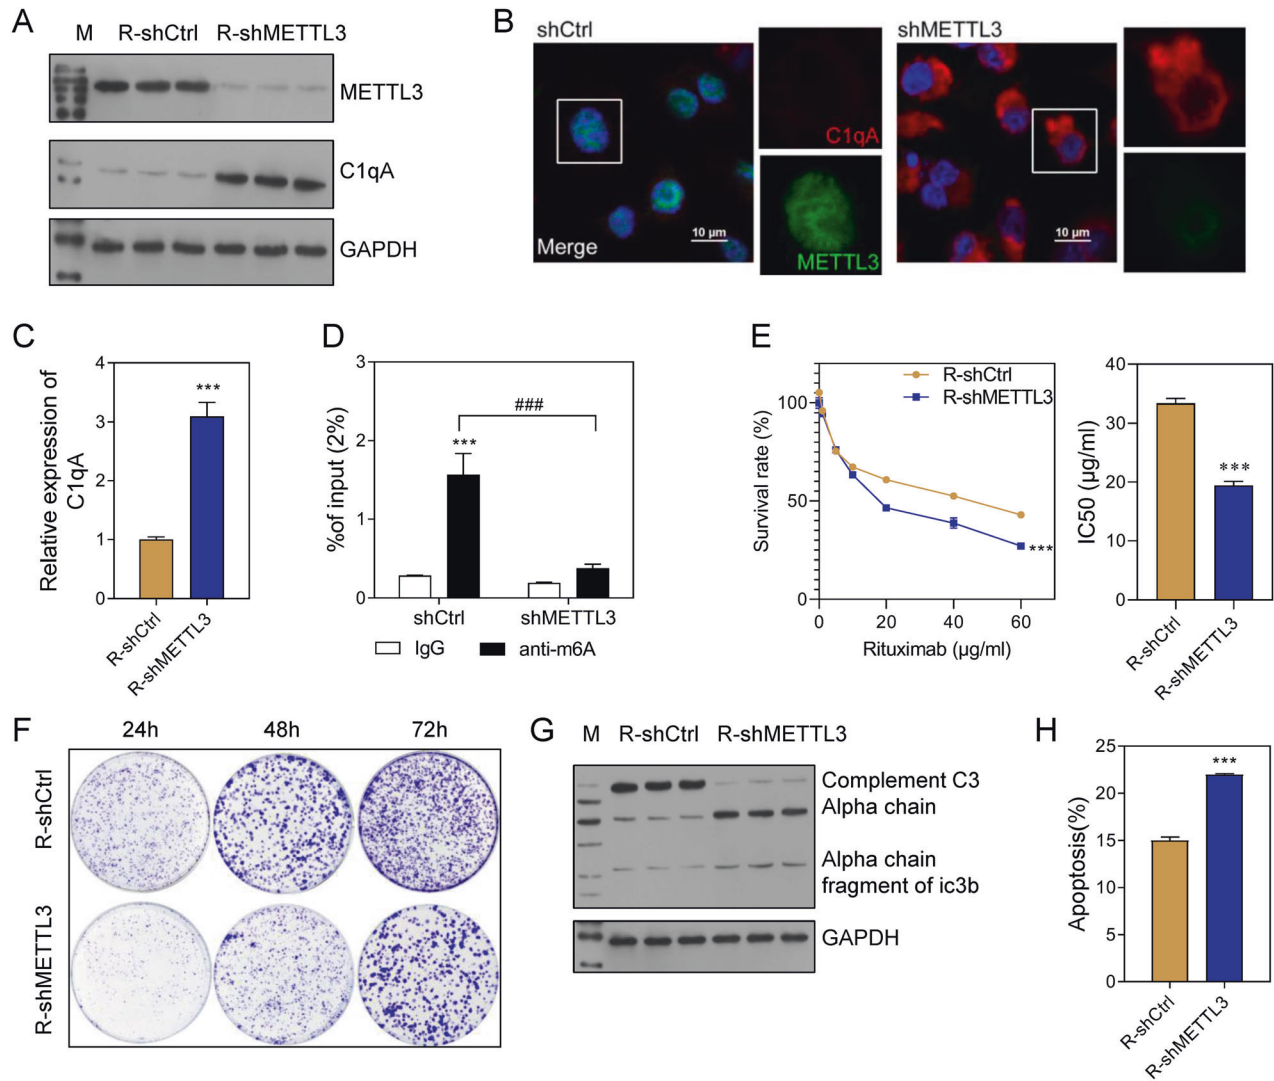 A
M R-shCtrl R-shMETTL3
METTL3
C1qA
GAPDH
B
shCtrl
shMETTL3
C1qA
Merge
10 µm
METTL3
10 µm
C
Relative expression of
C1qA
4
3
2
1
0
***
R-shCtrl
R-shMETTL3
D
%of input (2%)
3
2
1
0
***
###
shCtrl
shMETTL3
IgG
anti-m6A
E
Survival rate (%)
100
50
0
R-shCtrl
R-shMETTL3
***
0 20 40 60
Rituximab (µg/ml)
IC50 (µg/ml)
40
30
20
10
0
***
R-shCtrl
R-shMETTL3
F
24h 48h 72h
R-shCtrl
R-shMETTL3
G
M R-shCtrl R-shMETTL3
Complement C3
Alpha chain
Alpha chain
fragment of ic3b
GAPDH
H
Apoptosis(%)
25
20
15
10
5
0
***
R-shCtrl
R-shMETTL3